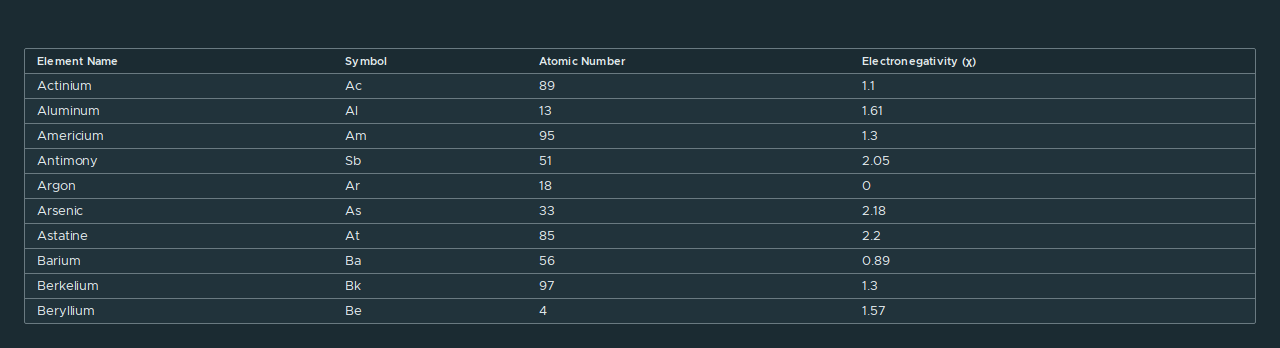 Element Name Symbol Atomic Number Electronegativity (χ)
Actinium Ac 89 1.1
Aluminum Al 13 1.61
Americium Am 95 1.3
Antimony Sb 51 2.05
Argon Ar 18 0
Arsenic As 33 2.18
Astatine At 85 2.2
Barium Ba 56 0.89
Berkelium Bk 97 1.3
Beryllium Be 4 1.57